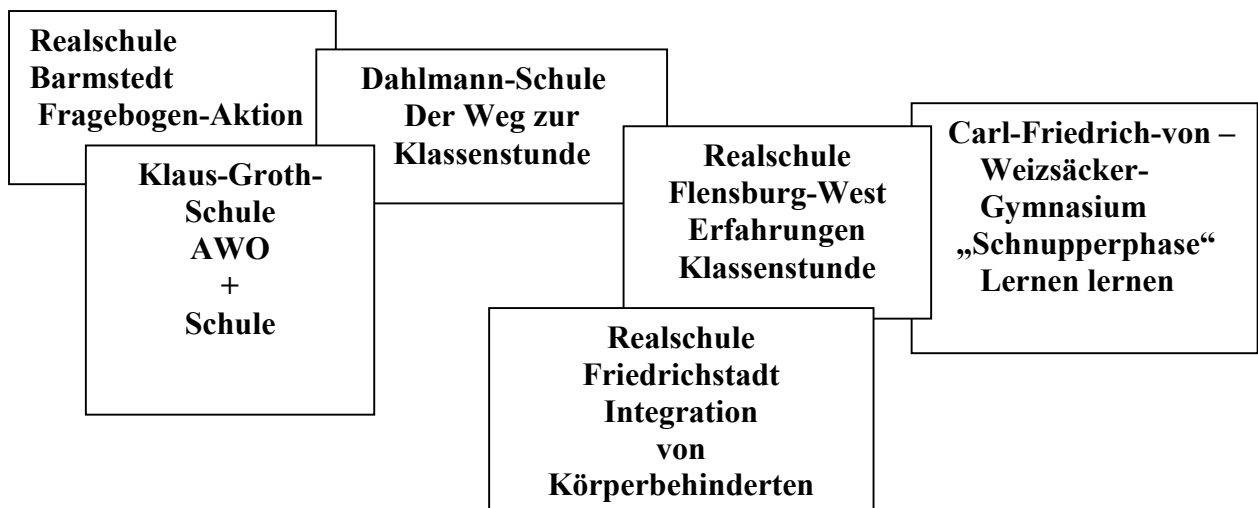 Realschule
Barmstedt
Fragebogen-Aktion
Dahlmann-Schule
Der Weg zur
Klassenstunde
Klaus-Groth-
Schule
AWO
+
Schule
Realschule
Flensburg-West
Erfahrungen
Klassenstunde
Carl-Friedrich-von –
Weizsäcker-
Gymnasium
„Schnupperphase“
Lernen lernen
Realschule
Friedrichstadt
Integration
von
Körperbehinderten